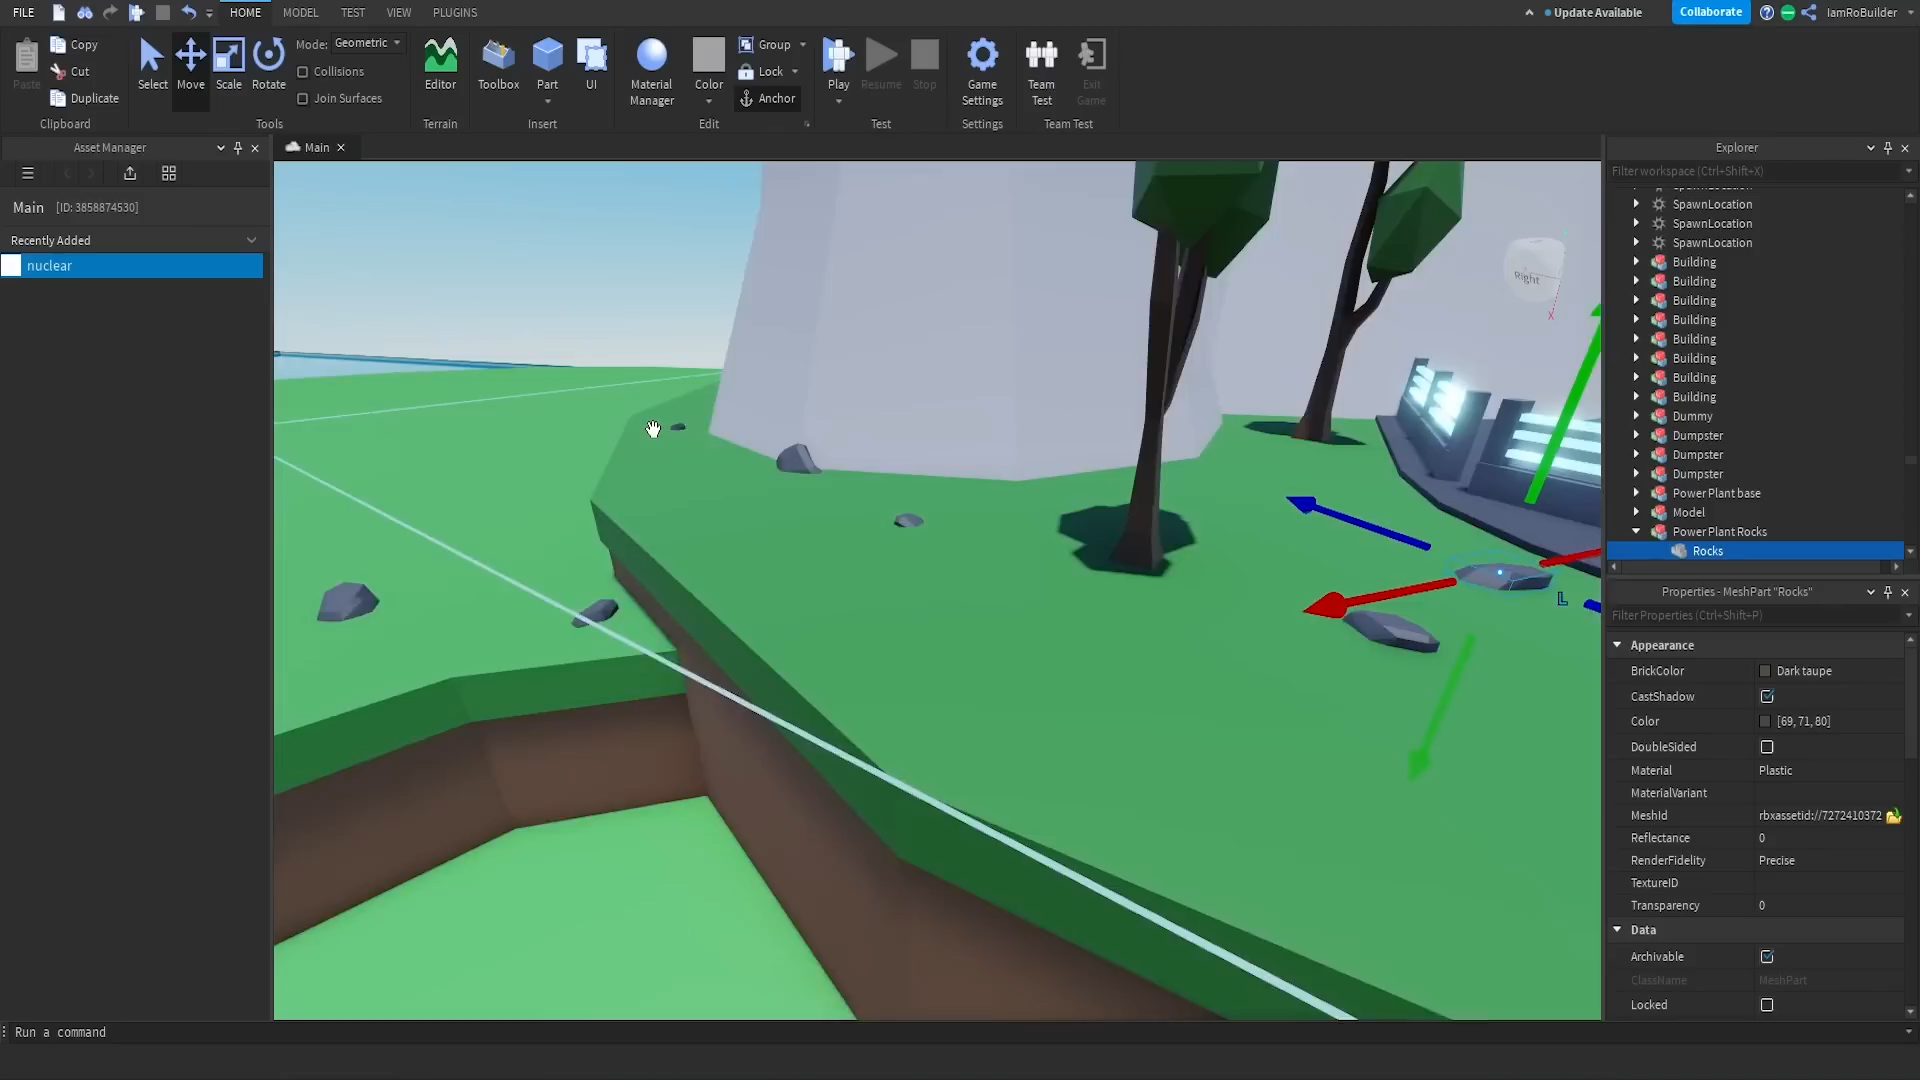 FILE HOME MODEL TEST VIEW PLUGINS Update Available Collaborate IamRoBuilder
Paste Copy Cut Duplicate Clipboard
Select Move Scale Rotate Mode: Geometric Collisions Join Surfaces Tools
Editor Terrain
Toolbox Part UI Insert
Material Manager Color Group Lock Anchor Edit
Play Resume Stop Test
Game Settings Settings
Team Test Exit Game Team Test
Asset Manager
Main [ID: 3858874530]
Recently Added
nuclear
Main
Right
X
L
Explorer
Filter workspace (Ctrl+Shift+X)
SpawnLocation
SpawnLocation
SpawnLocation
SpawnLocation
Building
Building
Building
Building
Building
Building
Building
Building
Dummy
Dumpster
Dumpster
Dumpster
Power Plant base
Model
Power Plant Rocks
Rocks
Properties - MeshPart "Rocks"
Filter Properties (Ctrl+Shift+P)
Appearance
BrickColor Dark taupe
CastShadow
Color [69, 71, 80]
DoubleSided
Material Plastic
MaterialVariant
MeshId rbxassetid://7272410372
Reflectance 0
RenderFidelity Precise
TextureID
Transparency 0
Data
Archivable
ClassName MeshPart
Locked
Run a command